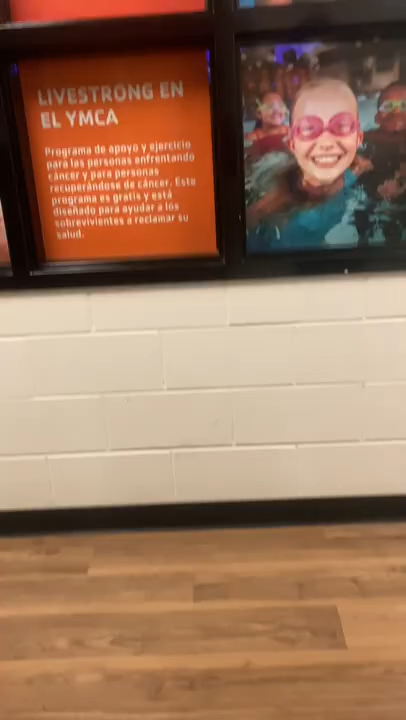 LIVESTRONG EN
EL YMCA
Programa de apoyo y ejercicio
para las personas enfrentando
cáncer y para personas
recuperándose de cáncer. Este
programa es gratis y está
diseñado para ayudar a los
sobrevivientes a reclamar su
salud.